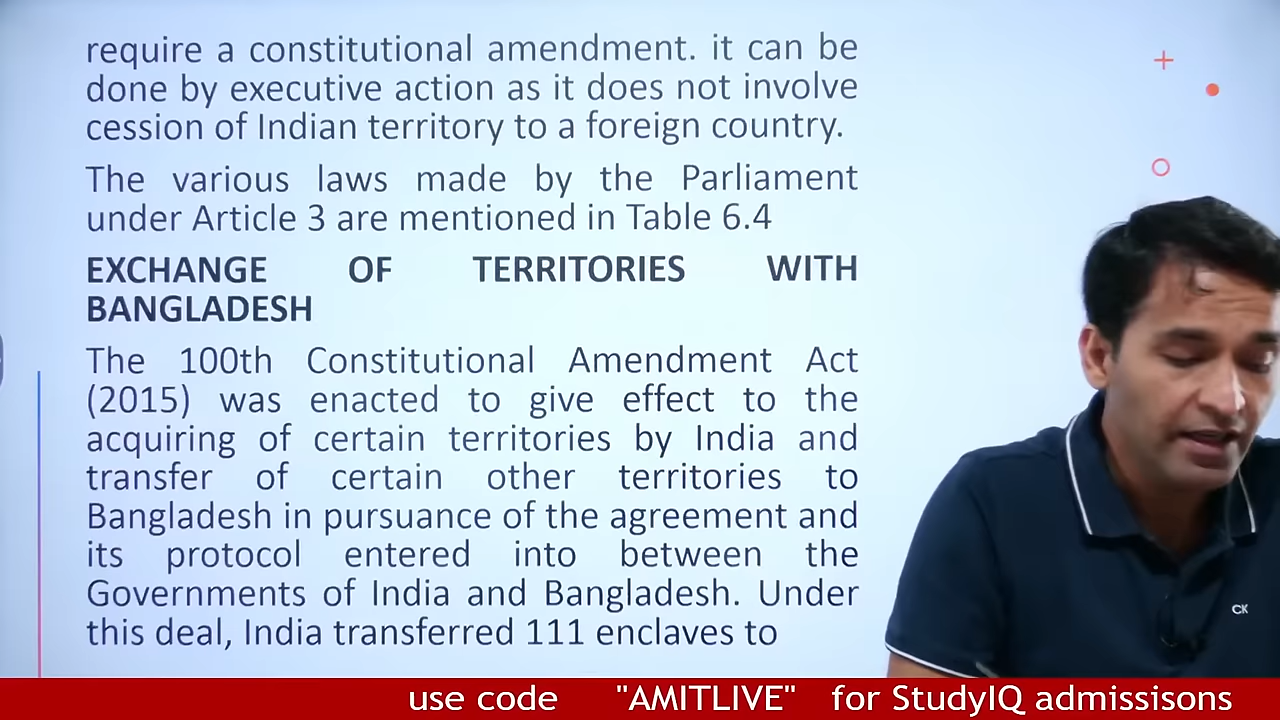 require a constitutional amendment. it can be
done by executive action as it does not involve
cession of Indian territory to a foreign country.
The various laws made by the Parliament
under Article 3 are mentioned in Table 6.4
EXCHANGE OF TERRITORIES WITH
BANGLADESH
The 100th Constitutional Amendment Act
(2015) was enacted to give effect to the
acquiring of certain territories by India and
transfer of certain other territories to
Bangladesh in pursuance of the agreement and
its protocol entered into between the
Governments of India and Bangladesh. Under
this deal, India transferred 111 enclaves to
CK
use code "AMITLIVE" for StudyIQ admissisons